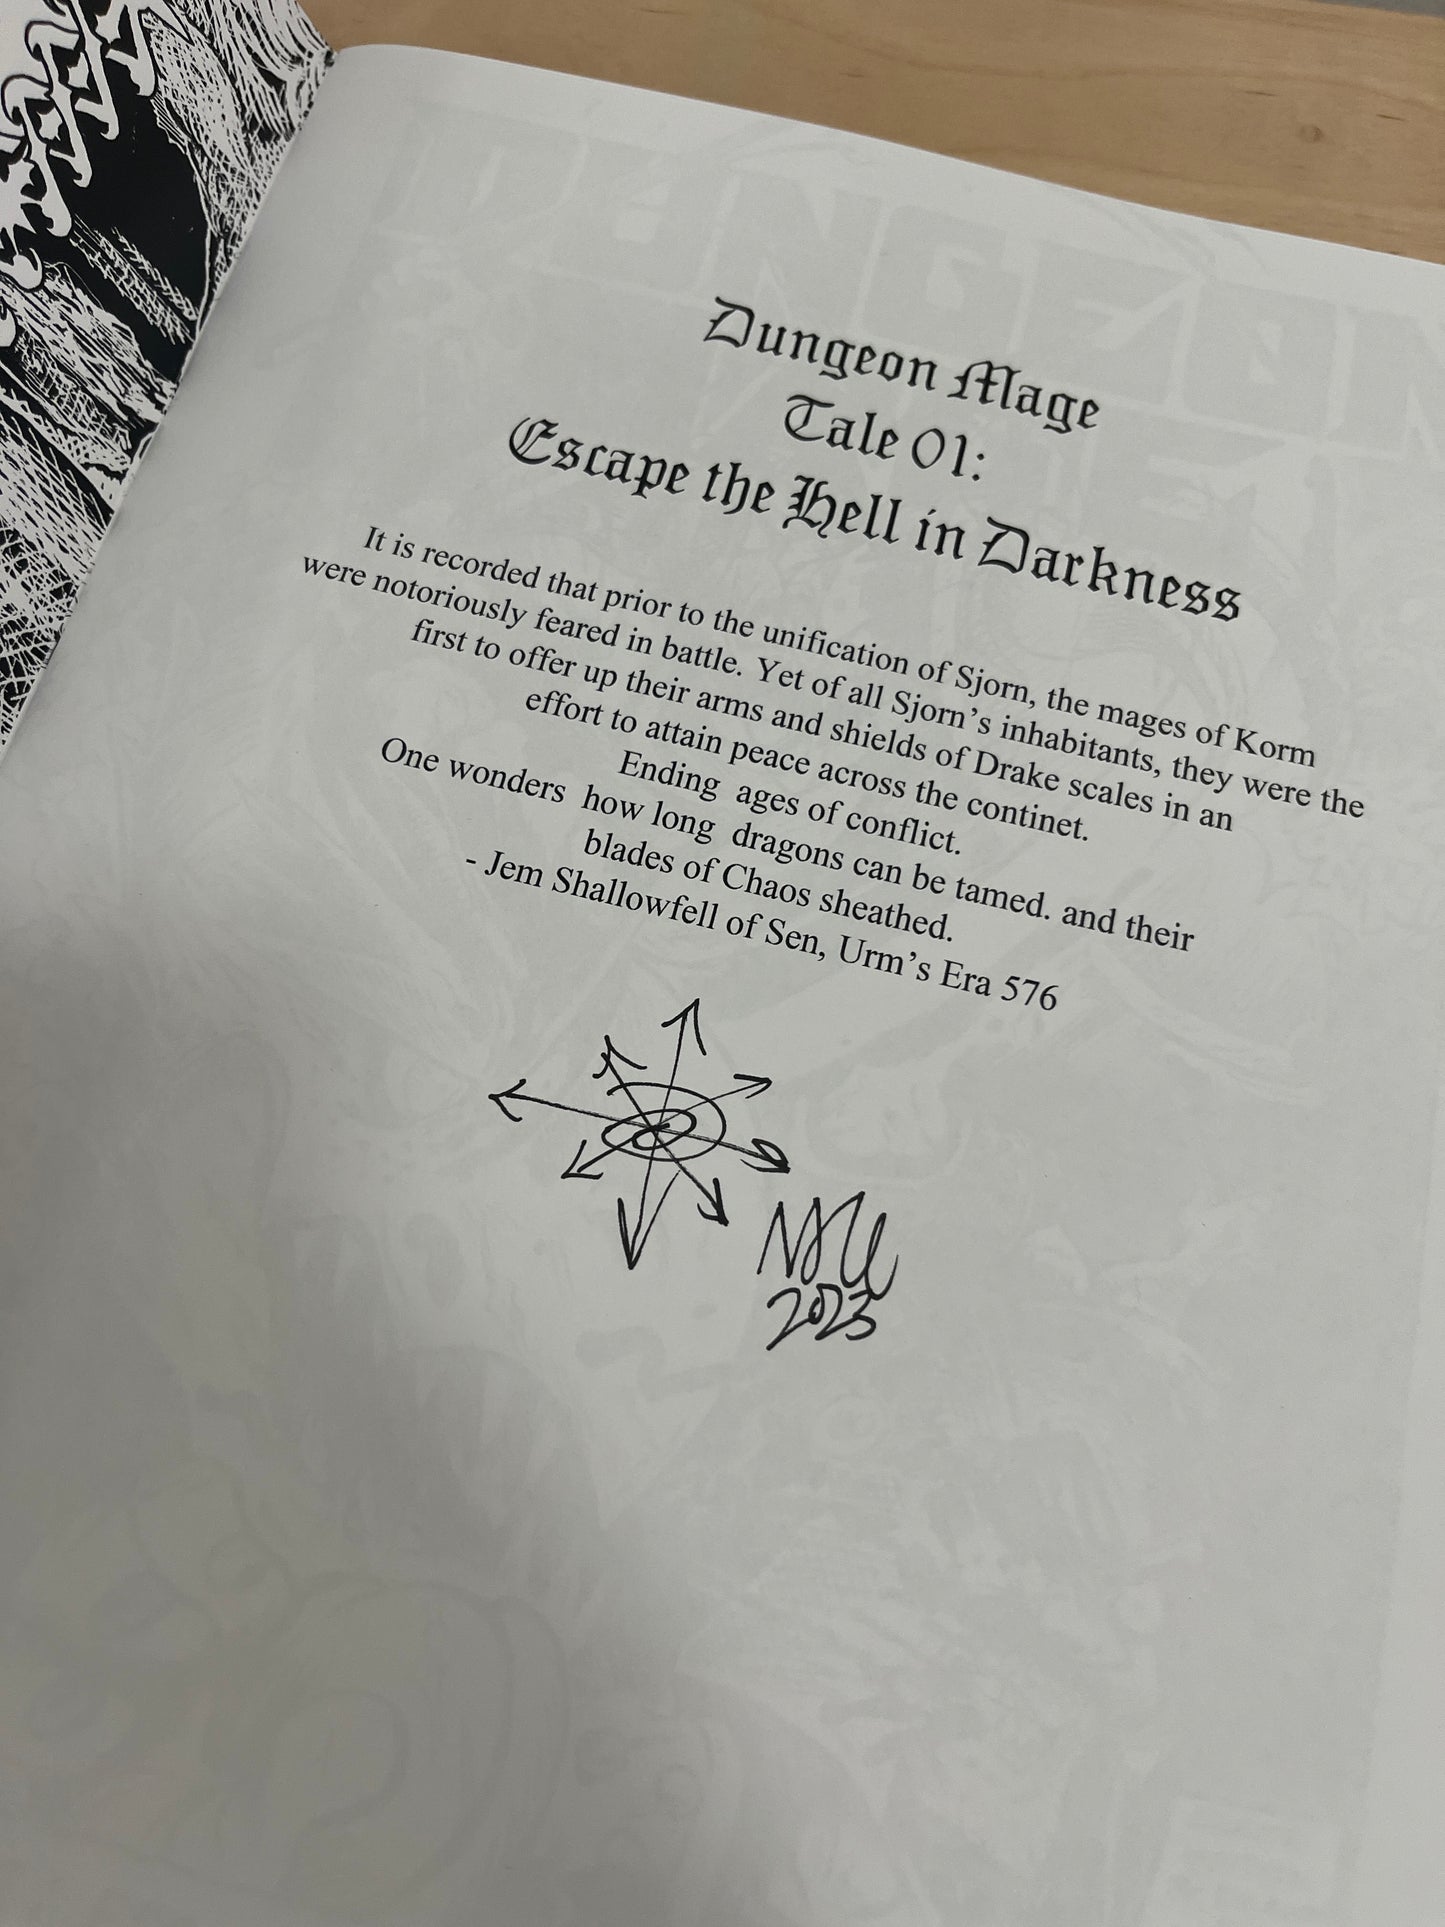 Dungeon Mage
Tale 01:
Escape the Hell in Darkness
It is recorded that prior to the unification of Sjorn, the mages of Korm
were notoriously feared in battle. Yet of all Sjorn’s inhabitants, they were the
first to offer up their arms and shields of Drake scales in an
effort to attain peace across the continet.
Ending ages of conflict.
One wonders how long dragons can be tamed. and their
blades of Chaos sheathed.
- Jem Shallowfell of Sen, Urm’s Era 576
2023